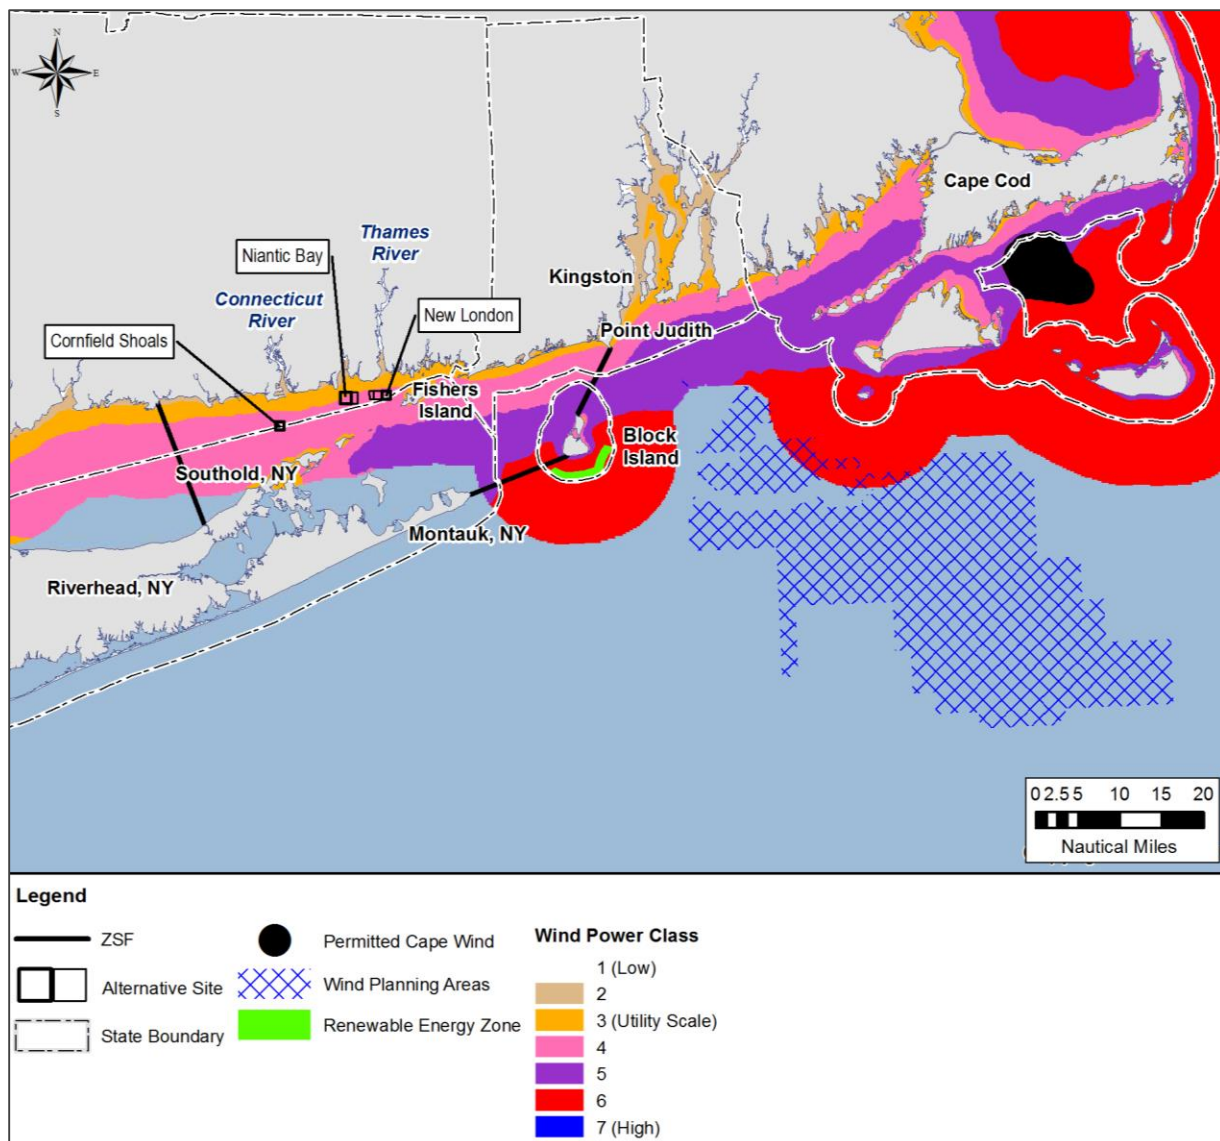 N
W
E
S
Cape Cod
Thames
River
Niantic Bay
Kingston
Connecticut
River
New London
Point Judith
Cornfield Shoals
Fishers
Island
Block
Island
Southold, NY
Montauk, NY
Riverhead, NY
0 2.5 5 10 15 20
Nautical Miles
Legend
ZSF
Alternative Site
State Boundary
Permitted Cape Wind
Wind Planning Areas
Renewable Energy Zone
Wind Power Class
1 (Low)
2
3 (Utility Scale)
4
5
6
7 (High)